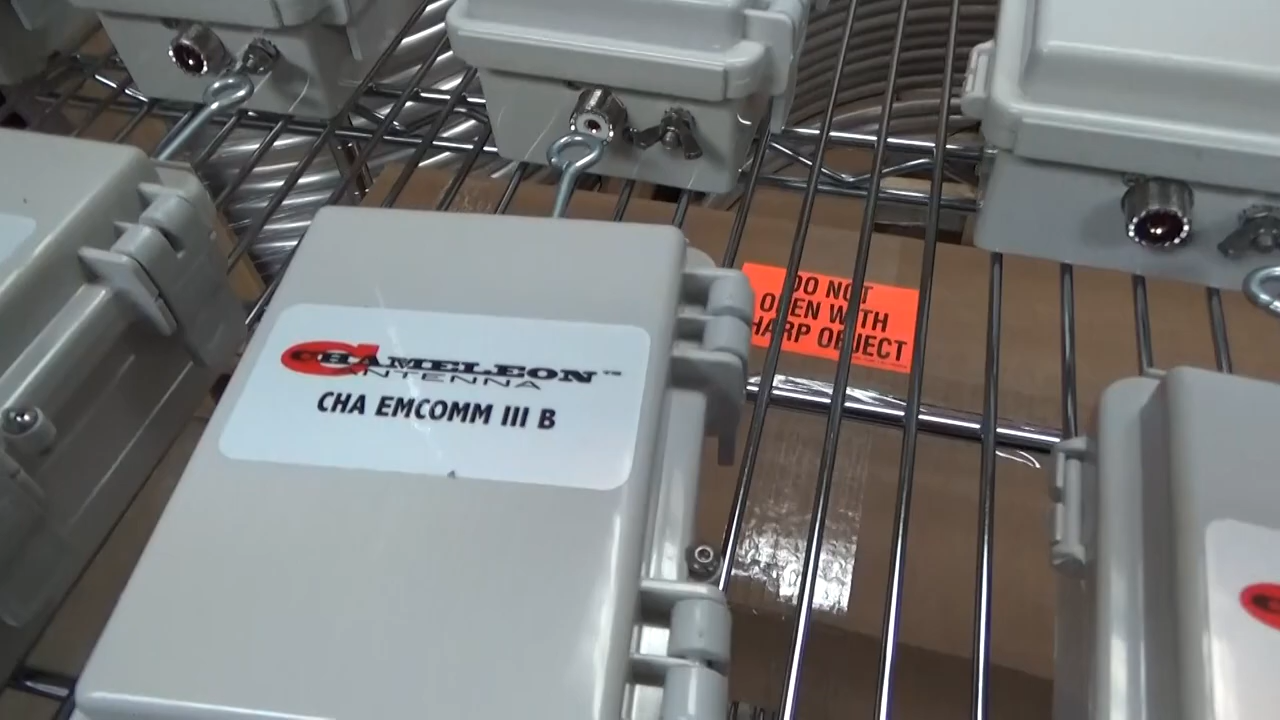 CHAMELEON™
ANTENNA
CHA EMCOMM III B
DO NOT
OPEN WITH
SHARP OBJECT